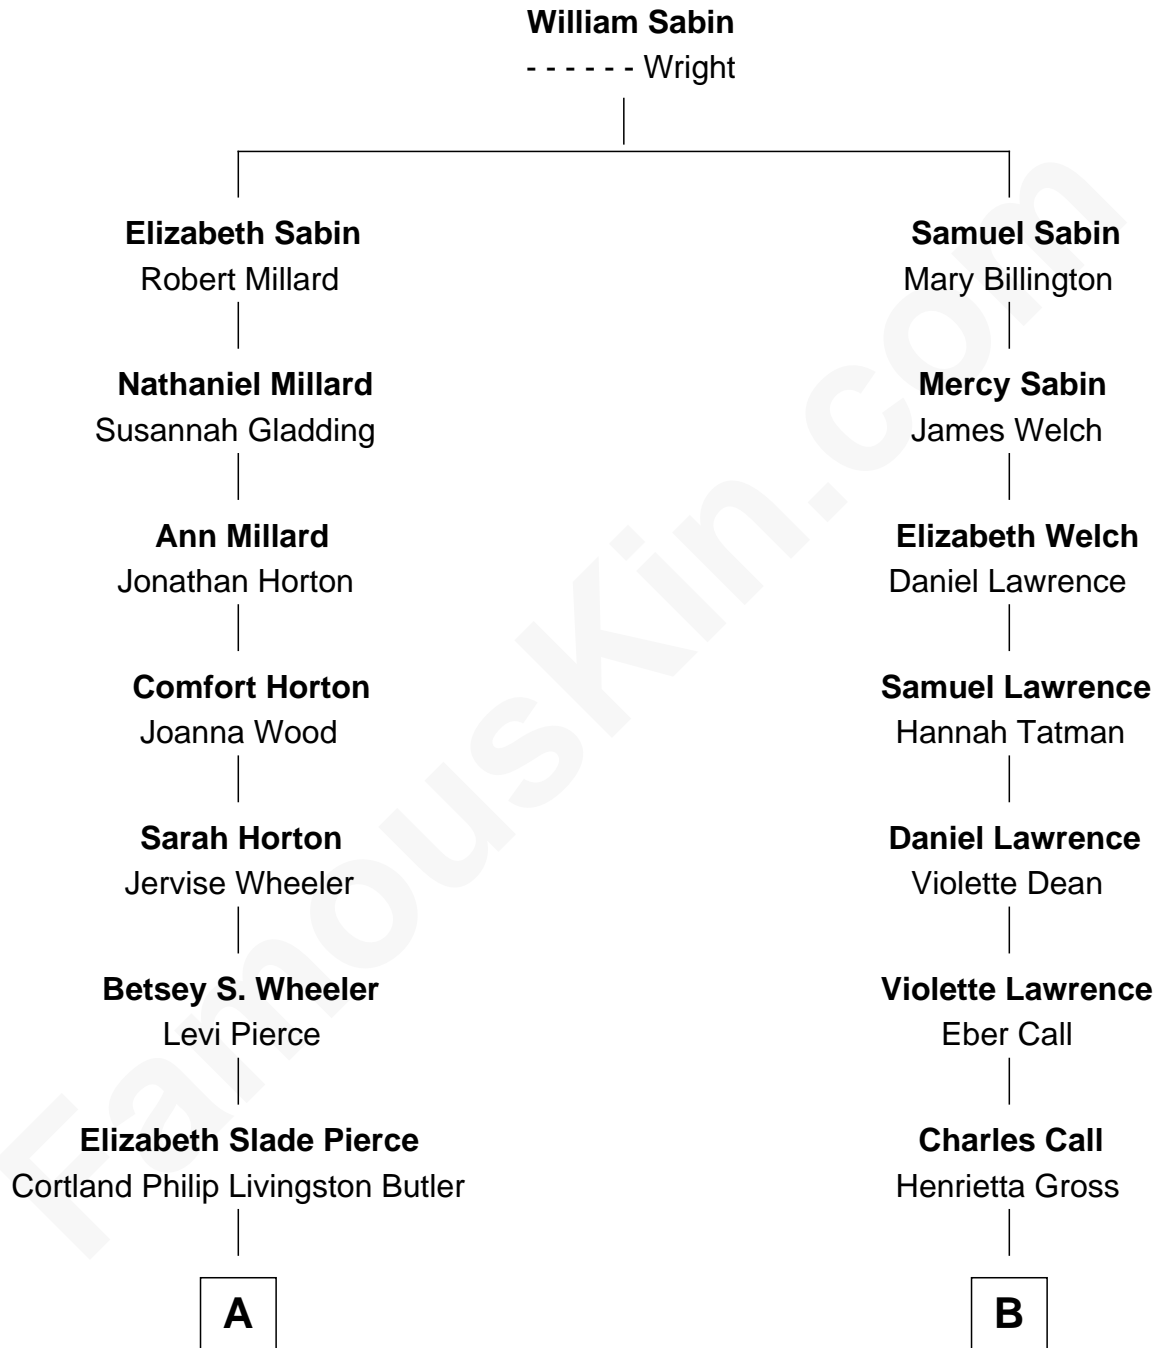 William Sabin
- - - - - - Wright
Elizabeth Sabin
Robert Millard
Nathaniel Millard
Susannah Gladding
Ann Millard
Jonathan Horton
Comfort Horton
Joanna Wood
Sarah Horton
Jervise Wheeler
Betsey S. Wheeler
Levi Pierce
Elizabeth Slade Pierce
Cortland Philip Livingston Butler
A
Samuel Sabin
Mary Billington
Mercy Sabin
James Welch
Elizabeth Welch
Daniel Lawrence
Samuel Lawrence
Hannah Tatman
Daniel Lawrence
Violette Dean
Violette Lawrence
Eber Call
Charles Call
Henrietta Gross
B
FamousKin.com